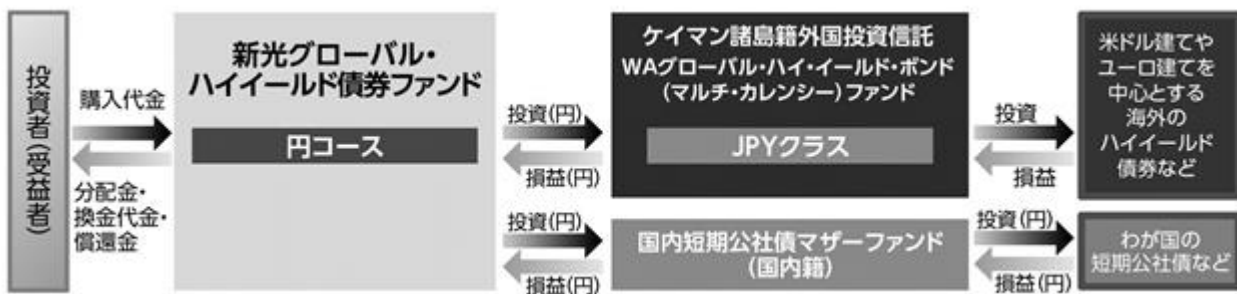 投資者(受益者)
購入代金
分配金・
換金代金・
償還金
新光グローバル・
ハイイールド債券ファンド
円コース
投資(円)
損益(円)
投資(円)
損益(円)
ケイマン諸島籍外国投資信託
WAグローバル・ハイ・イールド・ボンド
(マルチ・カレンシー)ファンド
JPYクラス
国内短期公社債マザーファンド
(国内籍)
投資
損益
投資(円)
損益(円)
米ドル建てや
ユーロ建てを
中心とする
海外の
ハイイールド
債券など
わが国の
短期公社債など